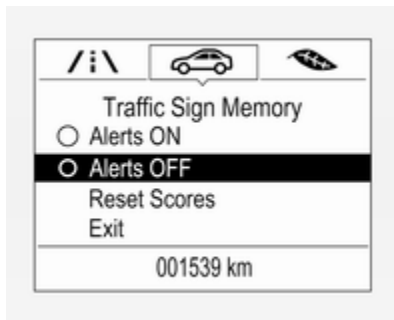 Traffic Sign Memory
Alerts ON
Alerts OFF
Reset Scores
Exit
001539 km